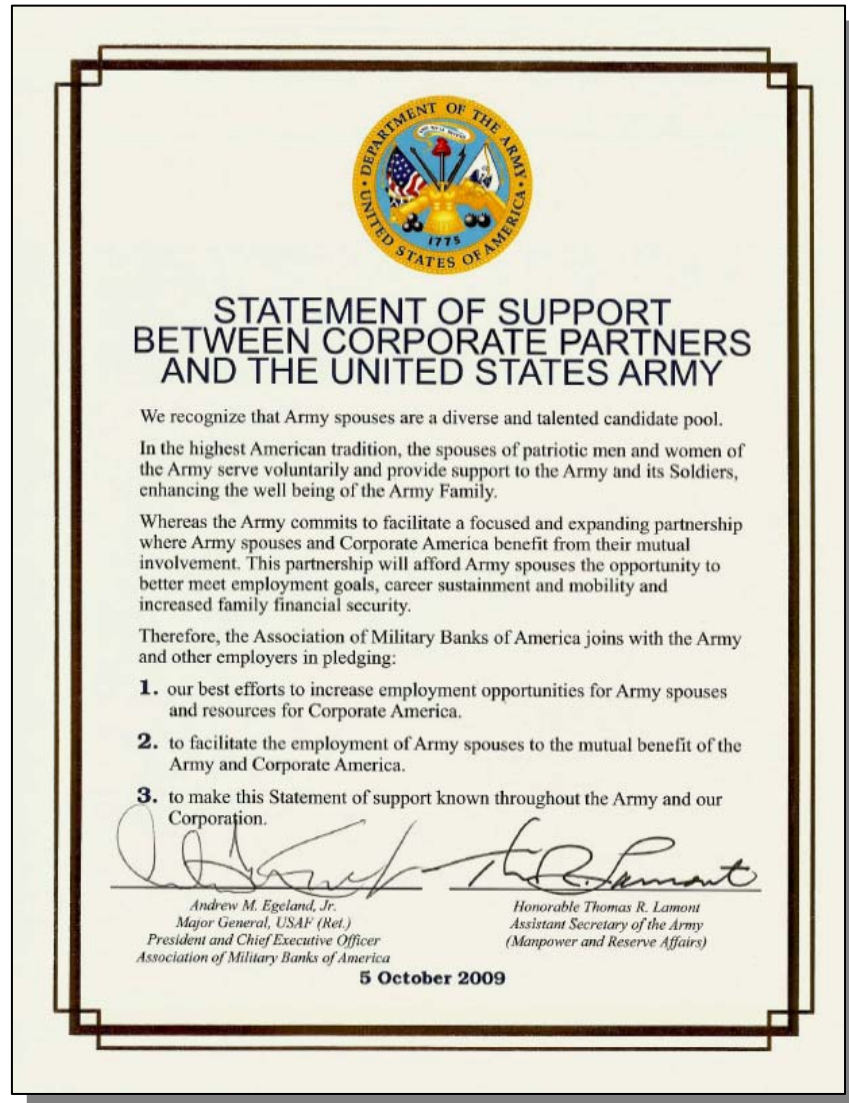 DEPARTMENT OF THE ARMY
UNITED STATES OF AMERICA
1775
STATEMENT OF SUPPORT
BETWEEN CORPORATE PARTNERS
AND THE UNITED STATES ARMY
We recognize that Army spouses are a diverse and talented candidate pool.
In the highest American tradition, the spouses of patriotic men and women of
the Army serve voluntarily and provide support to the Army and its Soldiers,
enhancing the well being of the Army Family.
Whereas the Army commits to facilitate a focused and expanding partnership
where Army spouses and Corporate America benefit from their mutual
involvement. This partnership will afford Army spouses the opportunity to
better meet employment goals, career sustainment and mobility and
increased family financial security.
Therefore, the Association of Military Banks of America joins with the Army
and other employers in pledging:
1. our best efforts to increase employment opportunities for Army spouses
and resources for Corporate America.
2. to facilitate the employment of Army spouses to the mutual benefit of the
Army and Corporate America.
3. to make this Statement of support known throughout the Army and our
Corporation.
Andrew M. Egeland, Jr.
Major General, USAF (Ret.)
President and Chief Executive Officer
Association of Military Banks of America
Honorable Thomas R. Lamont
Assistant Secretary of the Army
(Manpower and Reserve Affairs)
5 October 2009